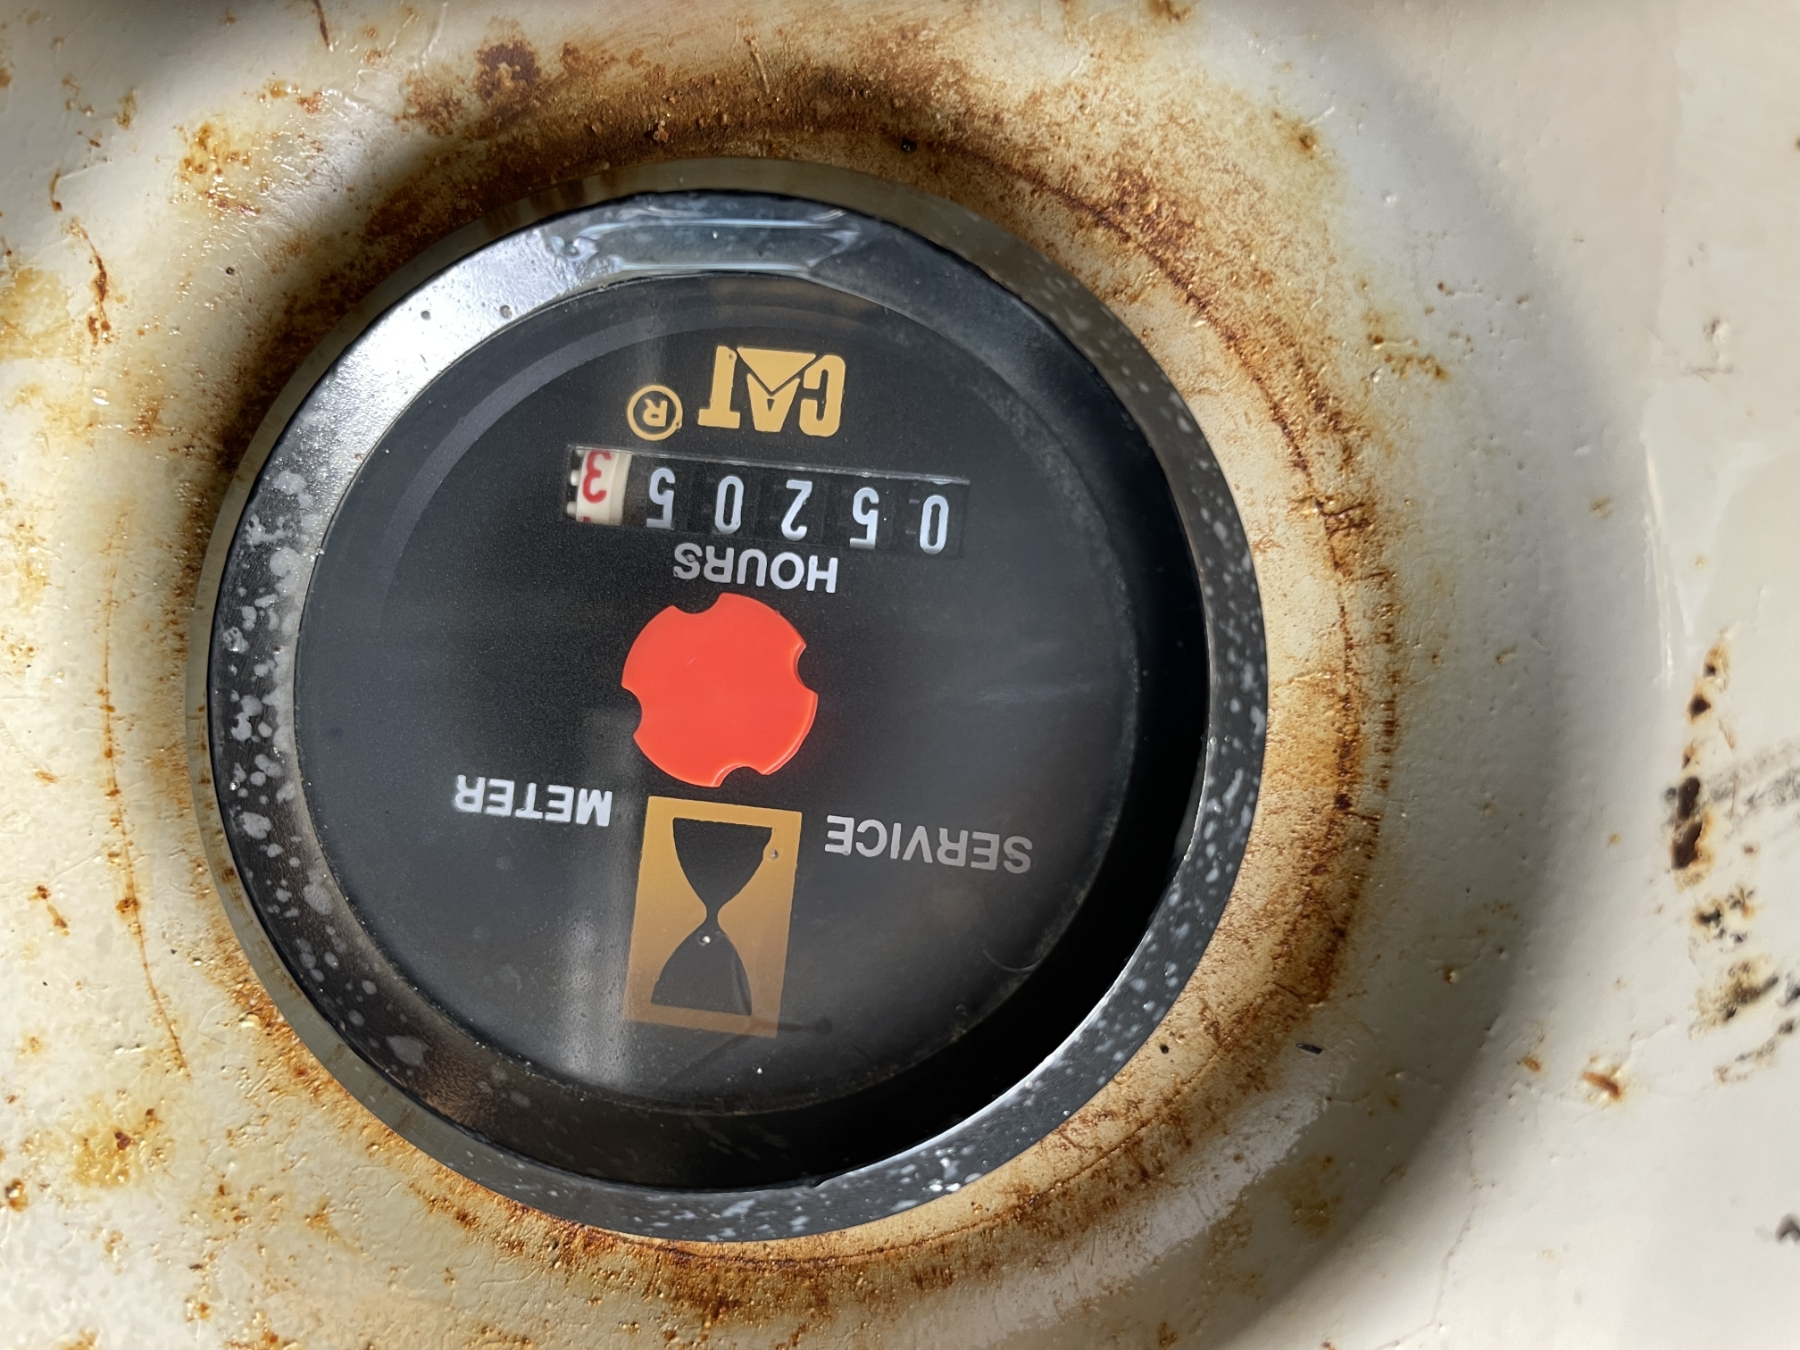 SERVICE METER
HOURS
052053
CAT ®